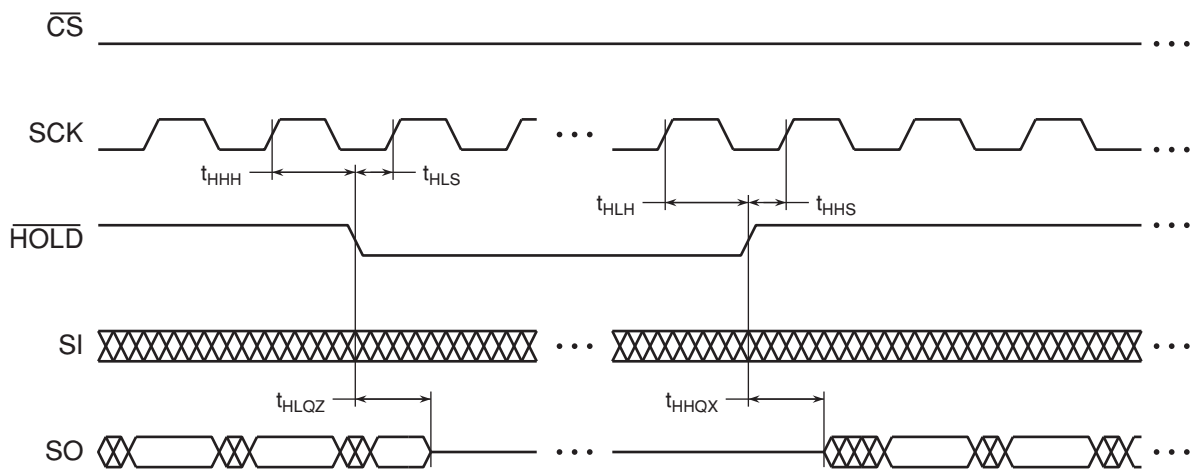 CS
SCK
tHHH
tHLS
tHLH
tHHS
HOLD
SI
tHLQZ
tHHQX
SO